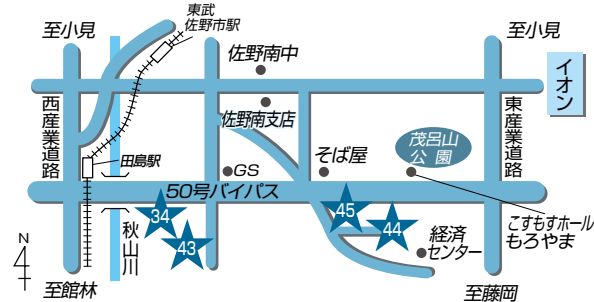 東武
佐野市駅
至小見
至小見
佐野南中
イオン
佐野南支店
西産業道路
東産業道路
茂呂山
公園
そば屋
田島駅
GS
50号バイパス
34
45
44
43
こすもすホール
もろやま
経済
センター
秋山川
N
4
至館林
至藤岡